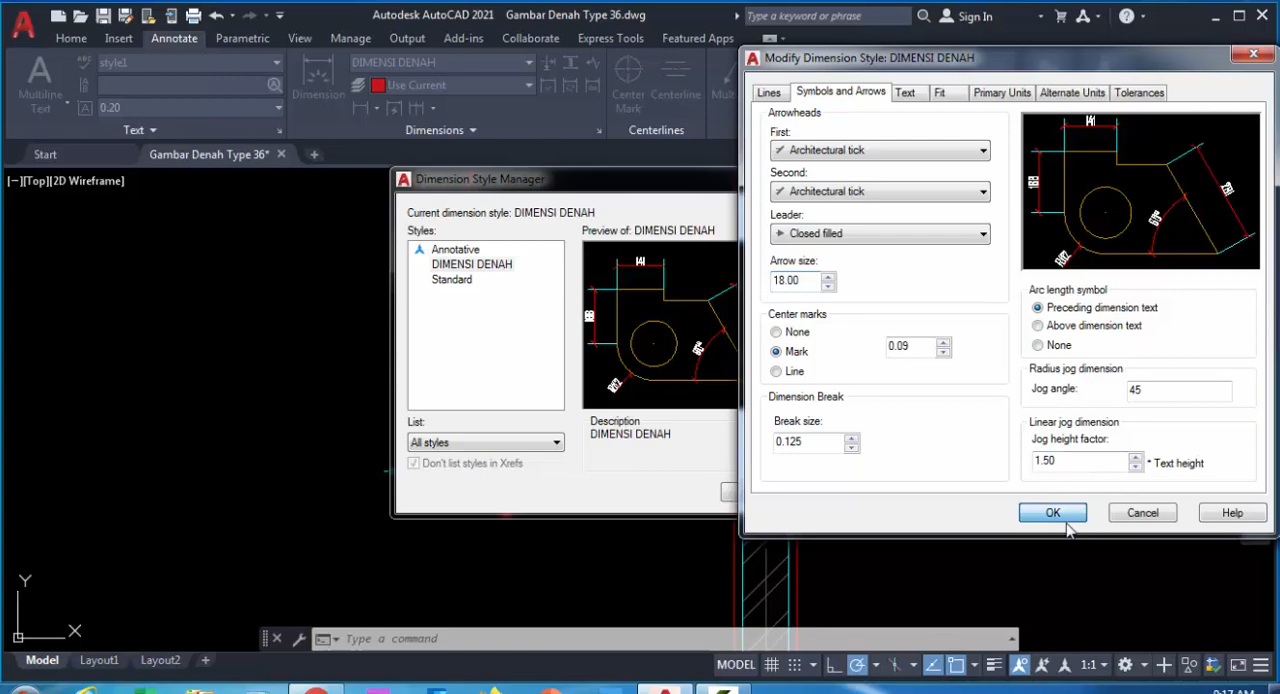 Autodesk AutoCAD 2021 Gambar Denah Type 36.dwg
Type a keyword or phrase
Sign In
Home Insert Annotate Parametric View Manage Output Add-ins Collaborate Express Tools Featured Apps
style1
0.20
Multiline
Text
Text
Dimension
DIMENSI DENAH
Use Current
Dimensions
Center
Mark
Centerline
Centerlines
Start
Gambar Denah Type 36*
[−][Top][2D Wireframe]
Dimension Style Manager
Current dimension style: DIMENSI DENAH
Styles:
Annotative
DIMENSI DENAH
Standard
Preview of: DIMENSI DENAH
141
60°
List:
All styles
Don't list styles in Xrefs
Description
DIMENSI DENAH
Modify Dimension Style: DIMENSI DENAH
Lines
Symbols and Arrows
Text
Fit
Primary Units
Alternate Units
Tolerances
Arrowheads
First:
Architectural tick
Second:
Architectural tick
Leader:
Closed filled
Arrow size:
18.00
Center marks
None
Mark
Line
0.09
Dimension Break
Break size:
0.125
141
60°
Arc length symbol
Preceding dimension text
Above dimension text
None
Radius jog dimension
Jog angle:
45
Linear jog dimension
Jog height factor:
1.50
* Text height
OK
Cancel
Help
Y
X
Type a command
Model Layout1 Layout2
MODEL
1:1